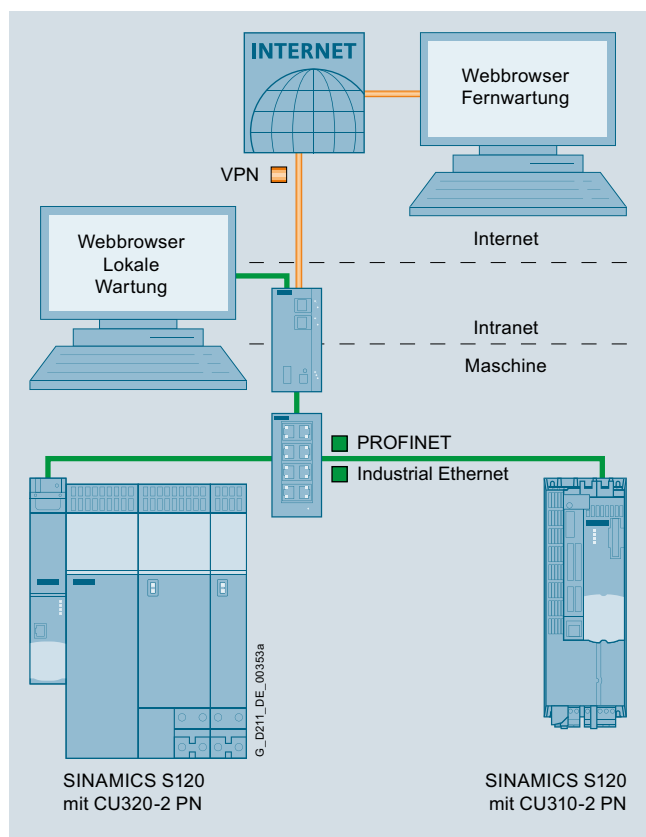 INTERNET
Webbrowser
Fernwartung
VPN
Webbrowser
Lokale
Wartung
Internet
Intranet
Maschine
PROFINET
Industrial Ethernet
G_D211_DE_00353a
SINAMICS S120
mit CU320-2 PN
SINAMICS S120
mit CU310-2 PN